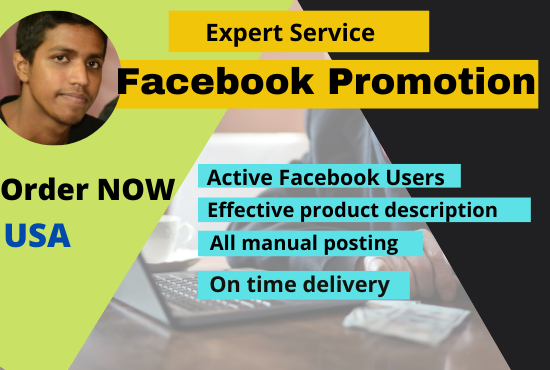 Expert Service
Facebook Promotion
Active Facebook Users
Order NOW
Effective product description
USA
All manual posting
On time delivery